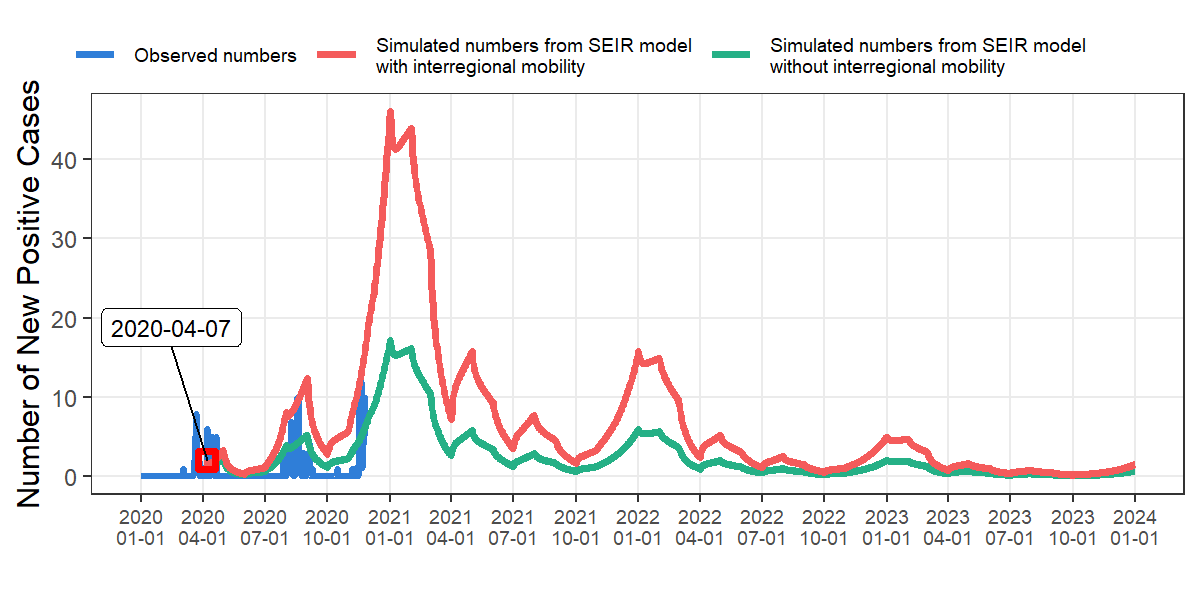 Observed numbers
Simulated numbers from SEIR model
with interregional mobility
Simulated numbers from SEIR model
without interregional mobility
Number of New Positive Cases
40
30
20
10
0
2020-04-07
2020 2020 2020 2020 2021 2021 2021 2021 2022 2022 2022 2022 2023 2023 2023 2023 2024
01-01 04-01 07-01 10-01 01-01 04-01 07-01 10-01 01-01 04-01 07-01 10-01 01-01 04-01 07-01 10-01 01-01